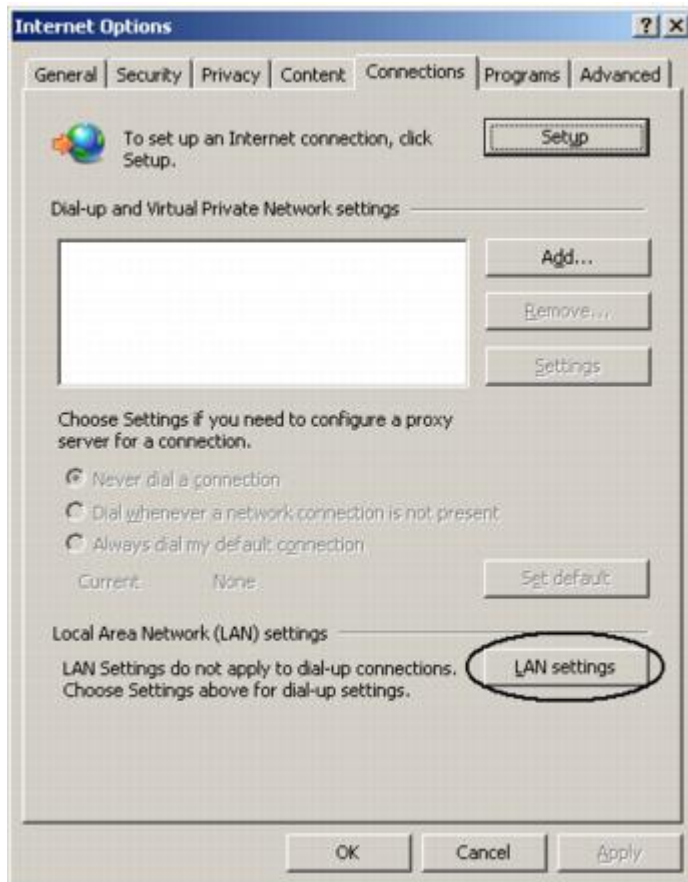 Internet Options
? ×
General Security Privacy Content Connections Programs Advanced
To set up an Internet connection, click
Setup.
Setup
Dial-up and Virtual Private Network settings
Add...
Remove...
Settings
Choose Settings if you need to configure a proxy
server for a connection.
Never dial a connection
Dial whenever a network connection is not present
Always dial my default connection
Current None
Set default
Local Area Network (LAN) settings
LAN Settings do not apply to dial-up connections.
Choose Settings above for dial-up settings.
LAN settings
OK Cancel Apply